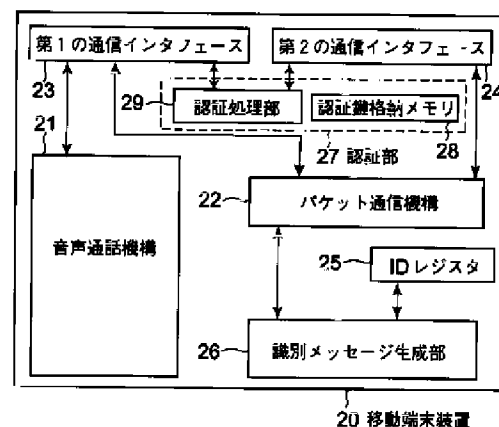 第1の通信インタフェース
第2の通信インタフェース
23
24
29
認証処理部
認証鍵格納メモリ
21
27 認証部
28
22
パケット通信機構
音声通話機構
25
IDレジスタ
26
識別メッセージ生成部
20 移動端末装置